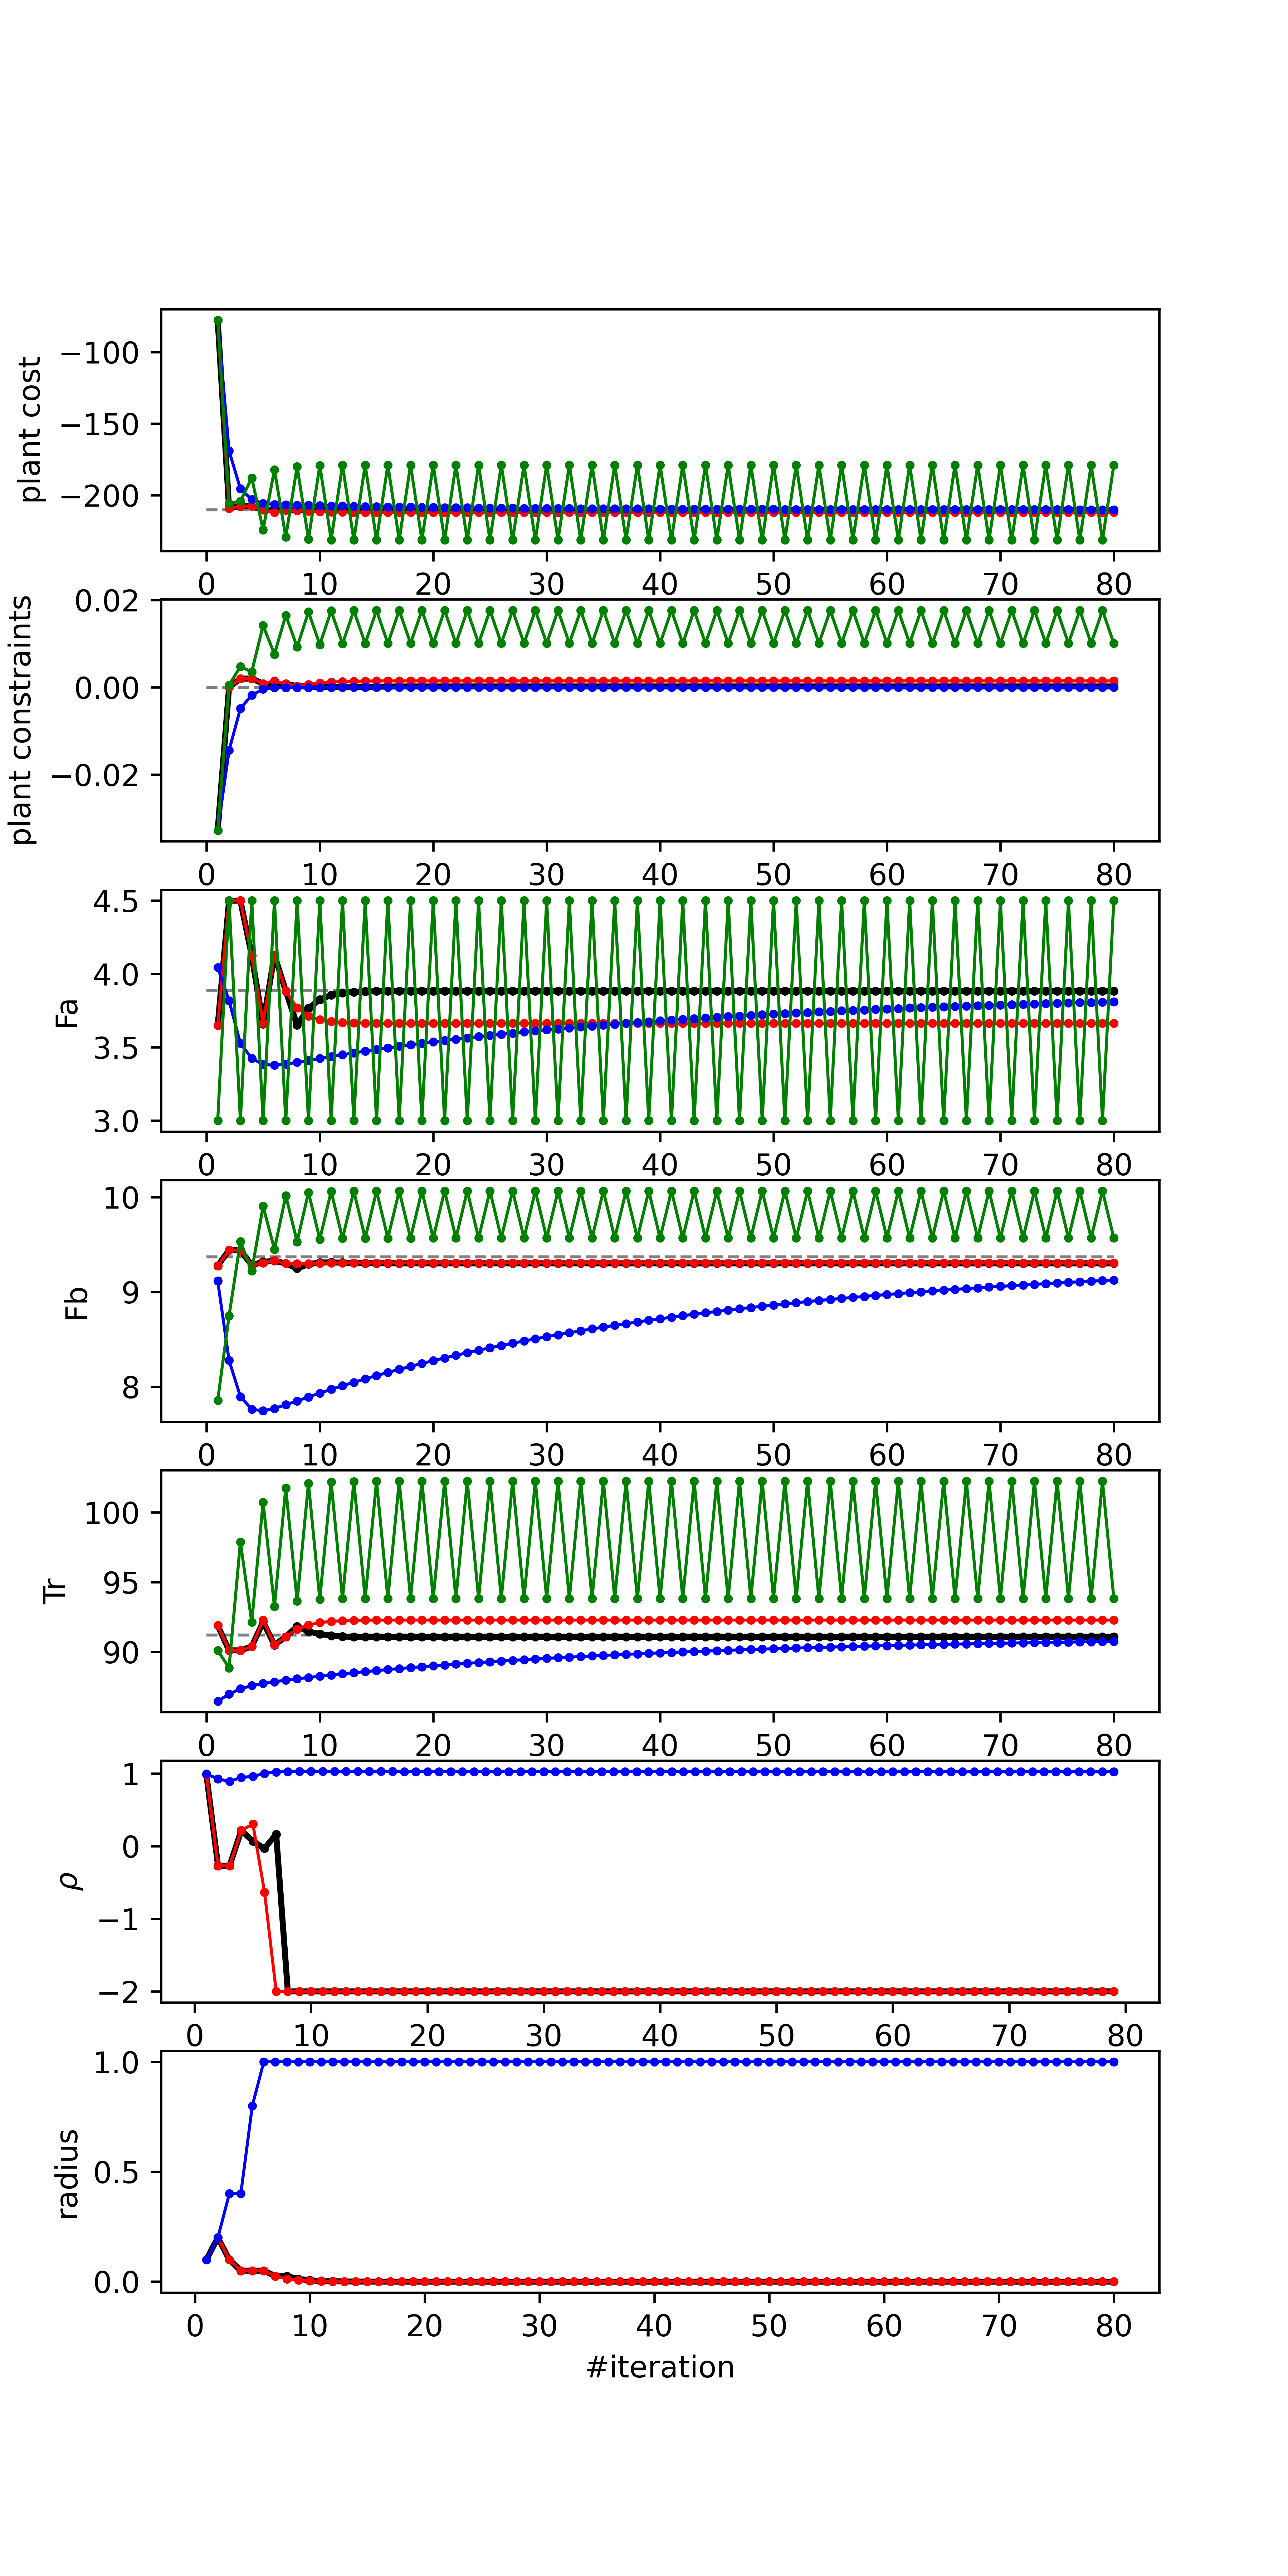 plant cost
−100
−150
−200
0 10 20 30 40 50 60 70 80
plant constraints
0.02
0.00
−0.02
0 10 20 30 40 50 60 70 80
Fa
4.5
4.0
3.5
3.0
0 10 20 30 40 50 60 70 80
Fb
10
9
8
0 10 20 30 40 50 60 70 80
Tr
100
95
90
0 10 20 30 40 50 60 70 80
ρ
1
0
−1
−2
0 10 20 30 40 50 60 70 80
radius
1.0
0.5
0.0
0 10 20 30 40 50 60 70 80
#iteration